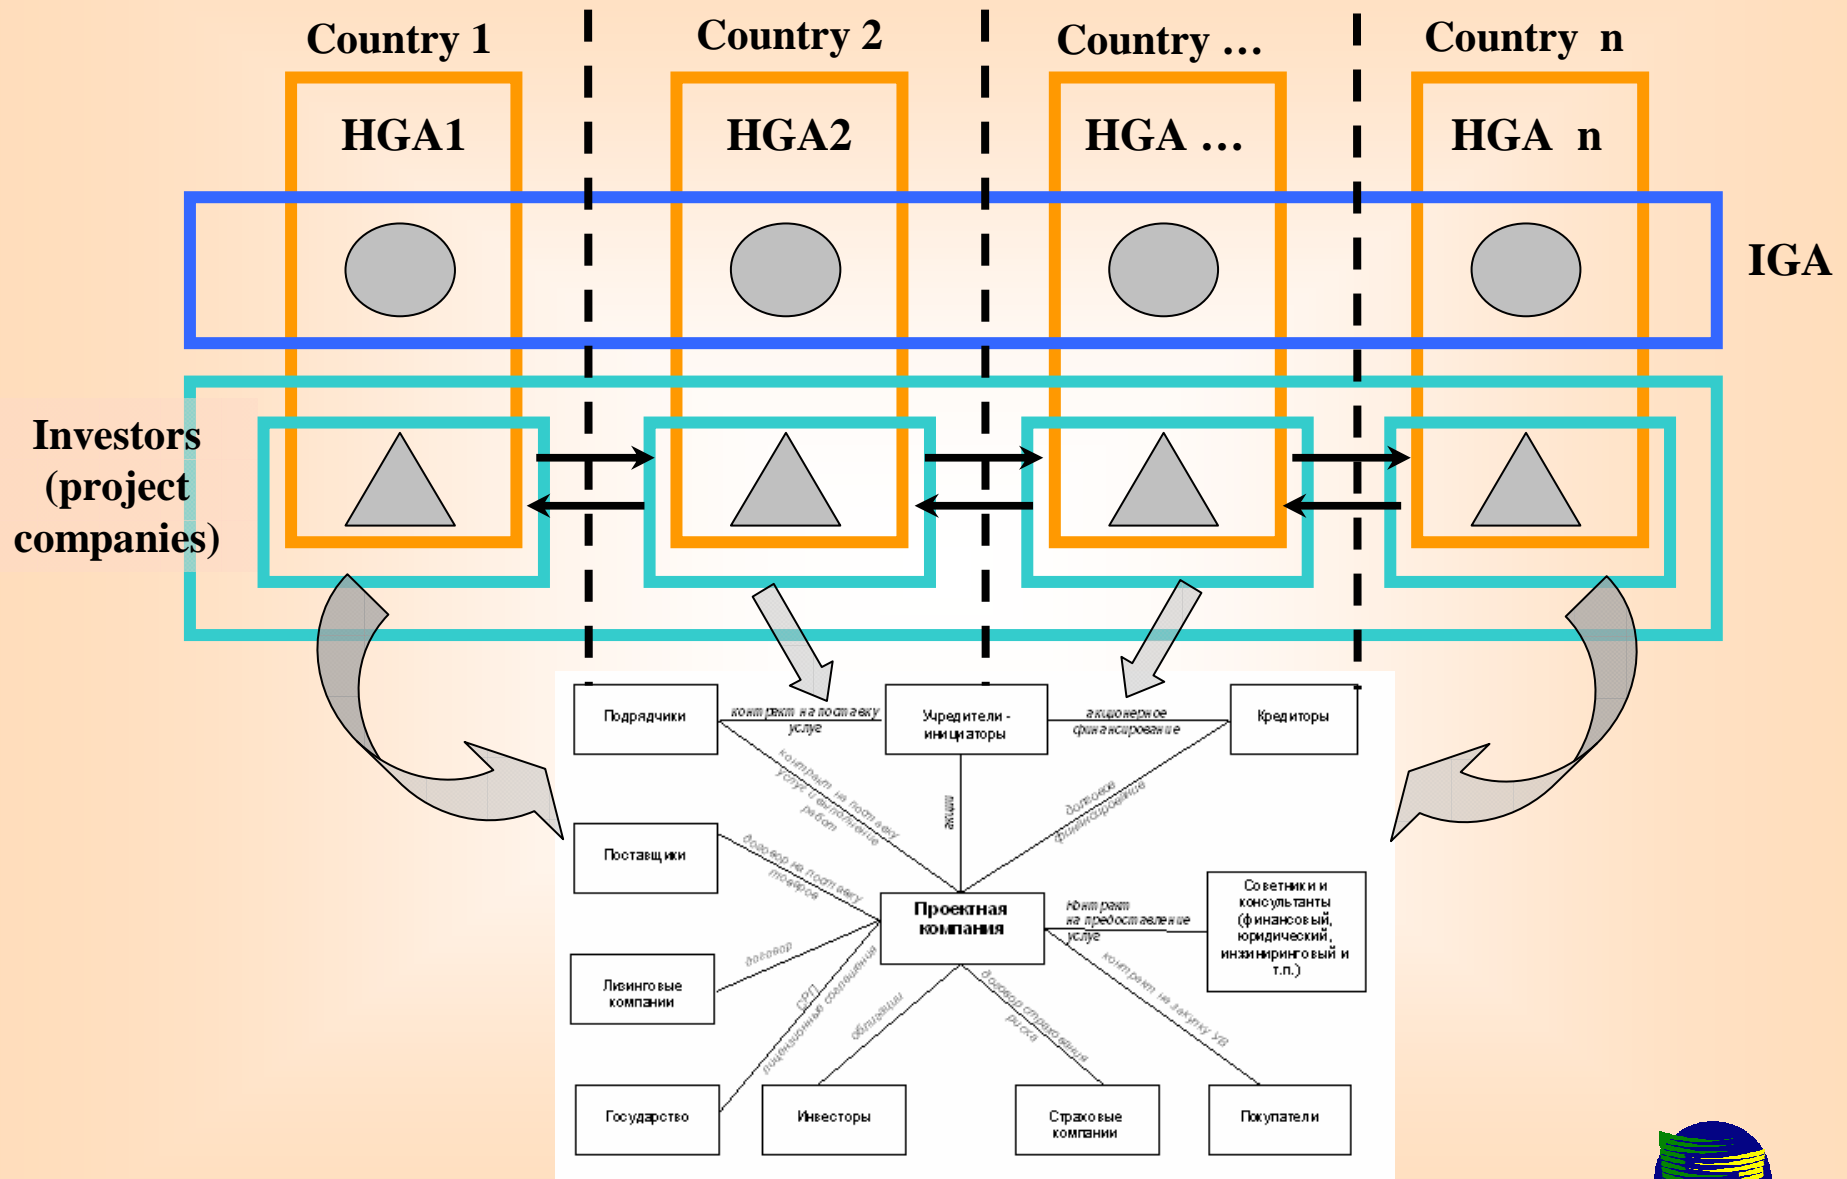 Country 1
Country 2
Country ...
Country n
HGA1
HGA2
HGA ...
HGA n
IGA
Investors
(project
companies)
Подрядчики
контракт на поставку
услуг
Учредители -
инициаторы
акционерное
финансирование
Кредиторы
контракт на поставку
услуг и выполнение
работ
акции
долговое
финансирование
Поставщики
договор на поставку
товаров
Проектная
компания
Контракт
на предоставление
услуг
Советники и
консультанты
(финансовый,
юридический,
инжиниринговый и
т.п.)
Лизинговые
компании
договор
СРП
лицензионные соглашения
облигации
договор страхования
риска
контракт на закупку УВ
Государство
Инвесторы
Страховые
компании
Покупатели